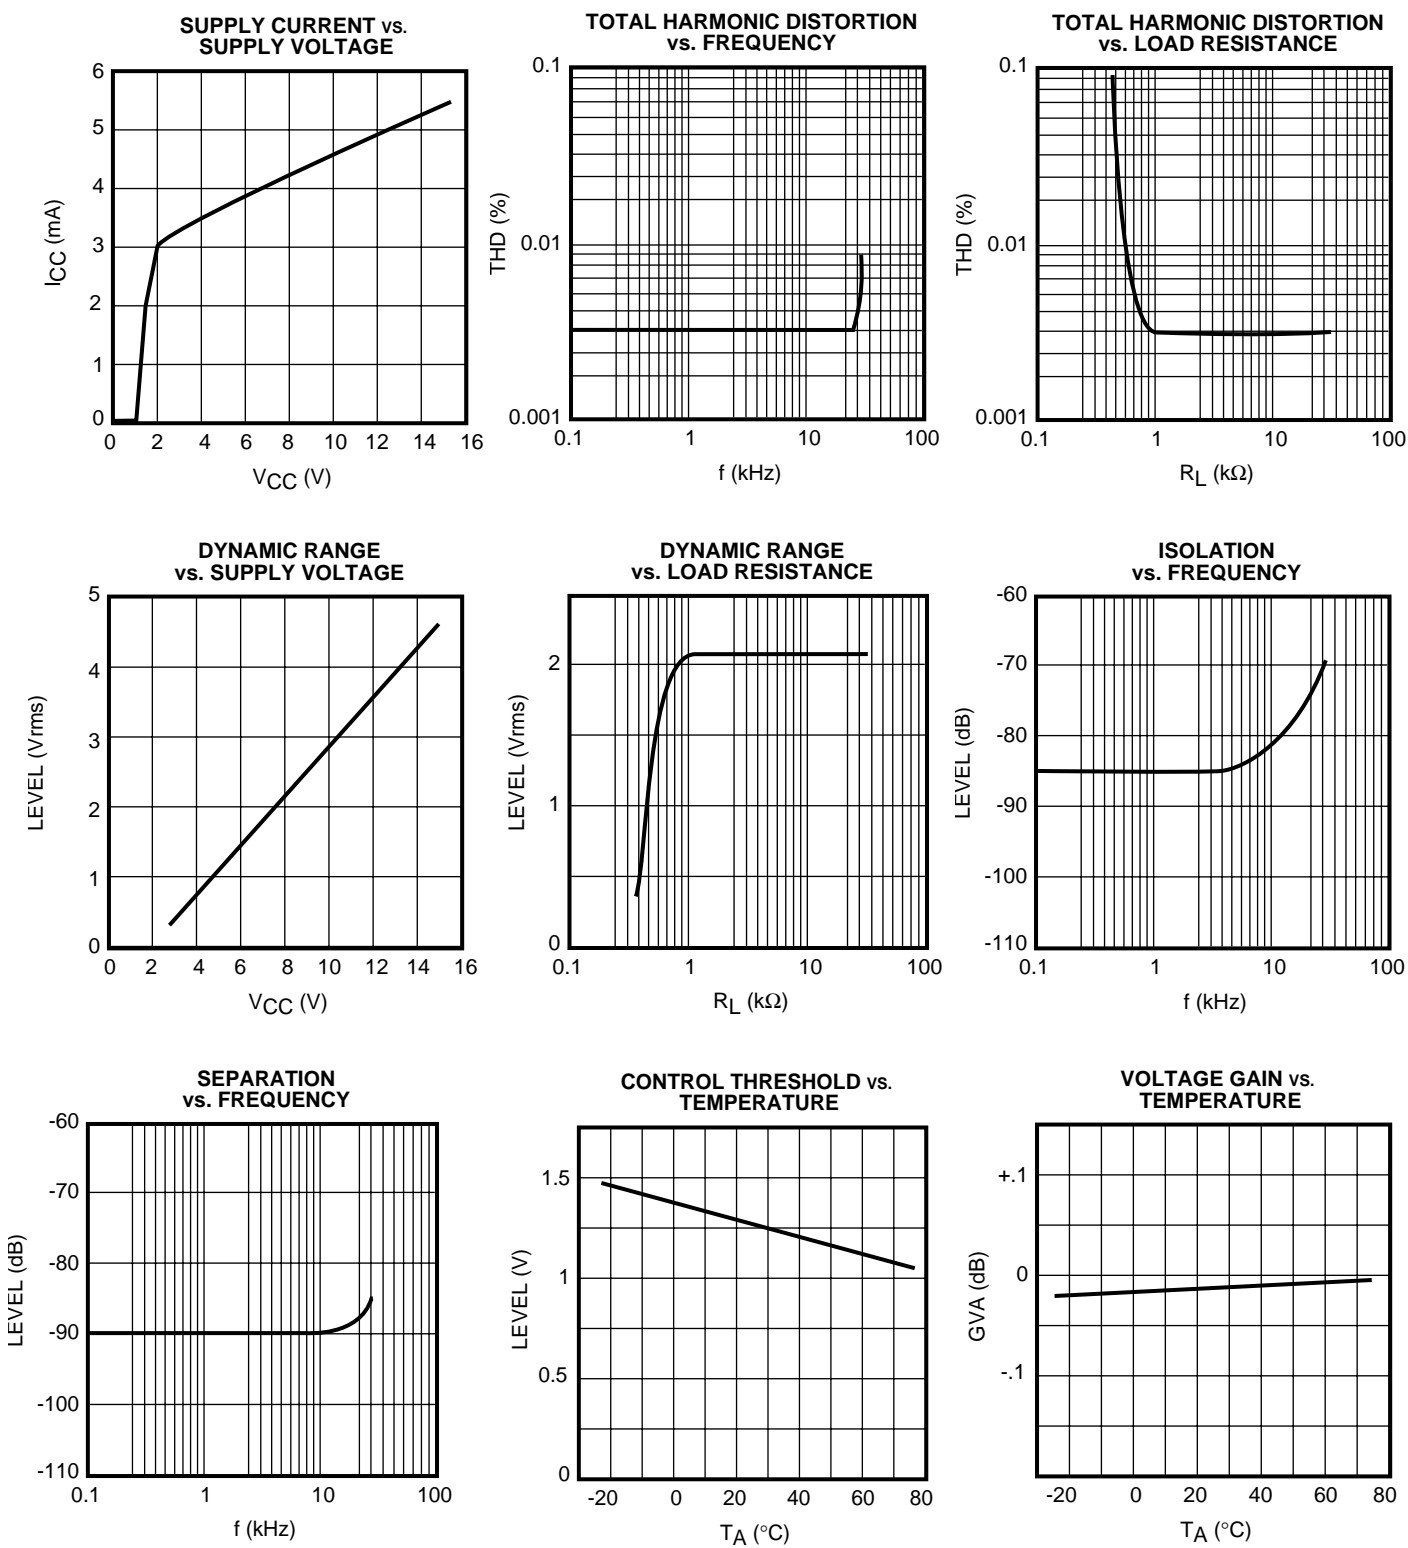 SUPPLY CURRENT vs.
SUPPLY VOLTAGE
6
5
4
3
2
1
0
ICC (mA)
0 2 4 6 8 10 12 14 16
VCC (V)
TOTAL HARMONIC DISTORTION
vs. FREQUENCY
0.1
0.01
0.001
THD (%)
0.1 1 10 100
f (kHz)
TOTAL HARMONIC DISTORTION
vs. LOAD RESISTANCE
0.1
0.01
0.001
THD (%)
0.1 1 10 100
RL (kΩ)
DYNAMIC RANGE
vs. SUPPLY VOLTAGE
5
4
3
2
1
0
LEVEL (Vrms)
0 2 4 6 8 10 12 14 16
VCC (V)
DYNAMIC RANGE
vs. LOAD RESISTANCE
2
1
0
LEVEL (Vrms)
0.1 1 10 100
RL (kΩ)
ISOLATION
vs. FREQUENCY
-60
-70
-80
-90
-100
-110
LEVEL (dB)
0.1 1 10 100
f (kHz)
SEPARATION
vs. FREQUENCY
-60
-70
-80
-90
-100
-110
LEVEL (dB)
0.1 1 10 100
f (kHz)
CONTROL THRESHOLD vs.
TEMPERATURE
1.5
1
0.5
0
LEVEL (V)
-20 0 20 40 60 80
TA (°C)
VOLTAGE GAIN vs.
TEMPERATURE
+.1
0
-.1
GVA (dB)
-20 0 20 40 60 80
TA (°C)